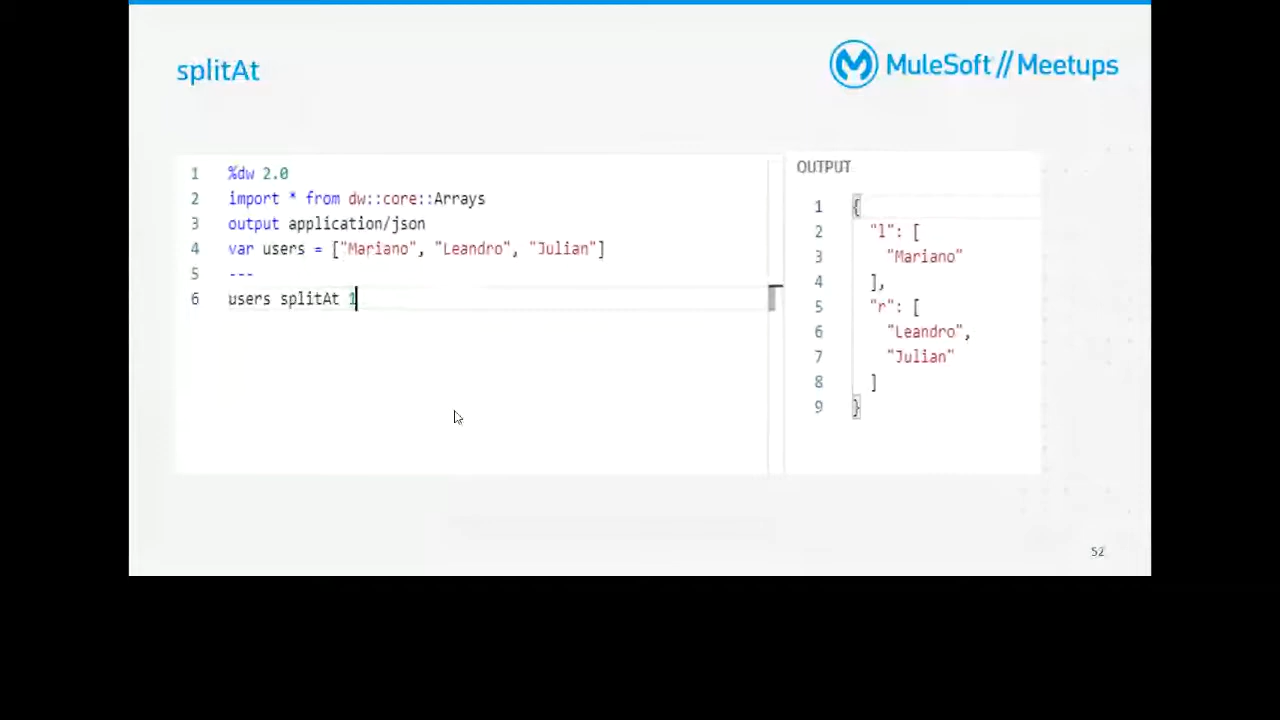 splitAt
MuleSoft // Meetups
1 %dw 2.0
2 import * from dw::core::Arrays
3 output application/json
4 var users = ["Mariano", "Leandro", "Julian"]
5 ---
6 users splitAt 1
OUTPUT
1 {
2 "l": [
3 "Mariano"
4 ],
5 "r": [
6 "Leandro",
7 "Julian"
8 ]
9 }
52